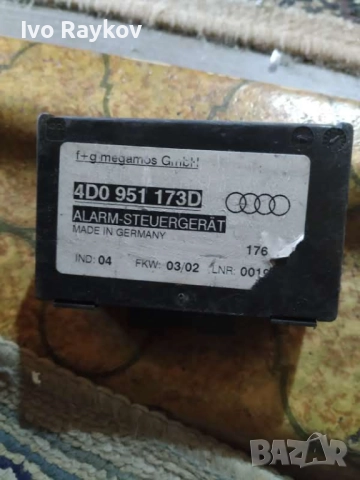 Ivo Raykov
f+g megamos GmbH
4D0 951 173D
ALARM-STEUERGERÄT
MADE IN GERMANY
176
IND: 04 FKW: 03/02 LNR: 0019
BAZAR